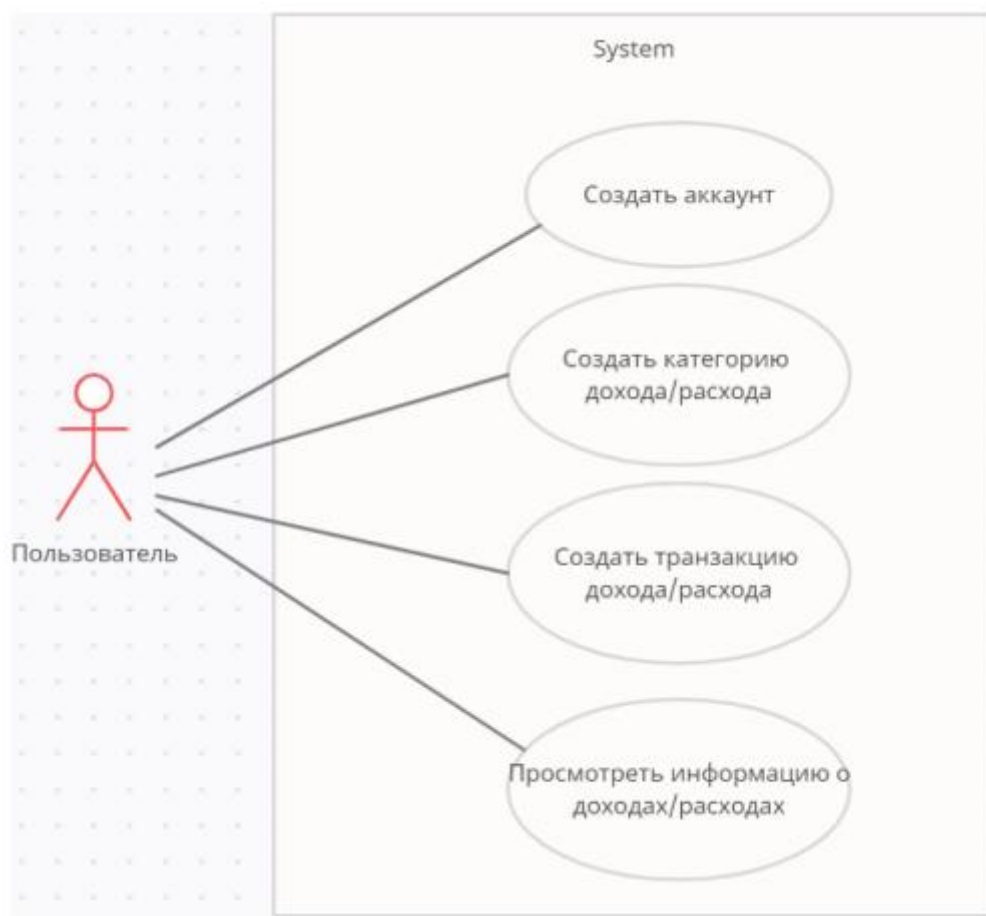 System
Создать аккаунт
Создать категорию
дохода/расхода
Пользователь
Создать транзакцию
дохода/расхода
Просмотреть информацию о
доходах/расходах